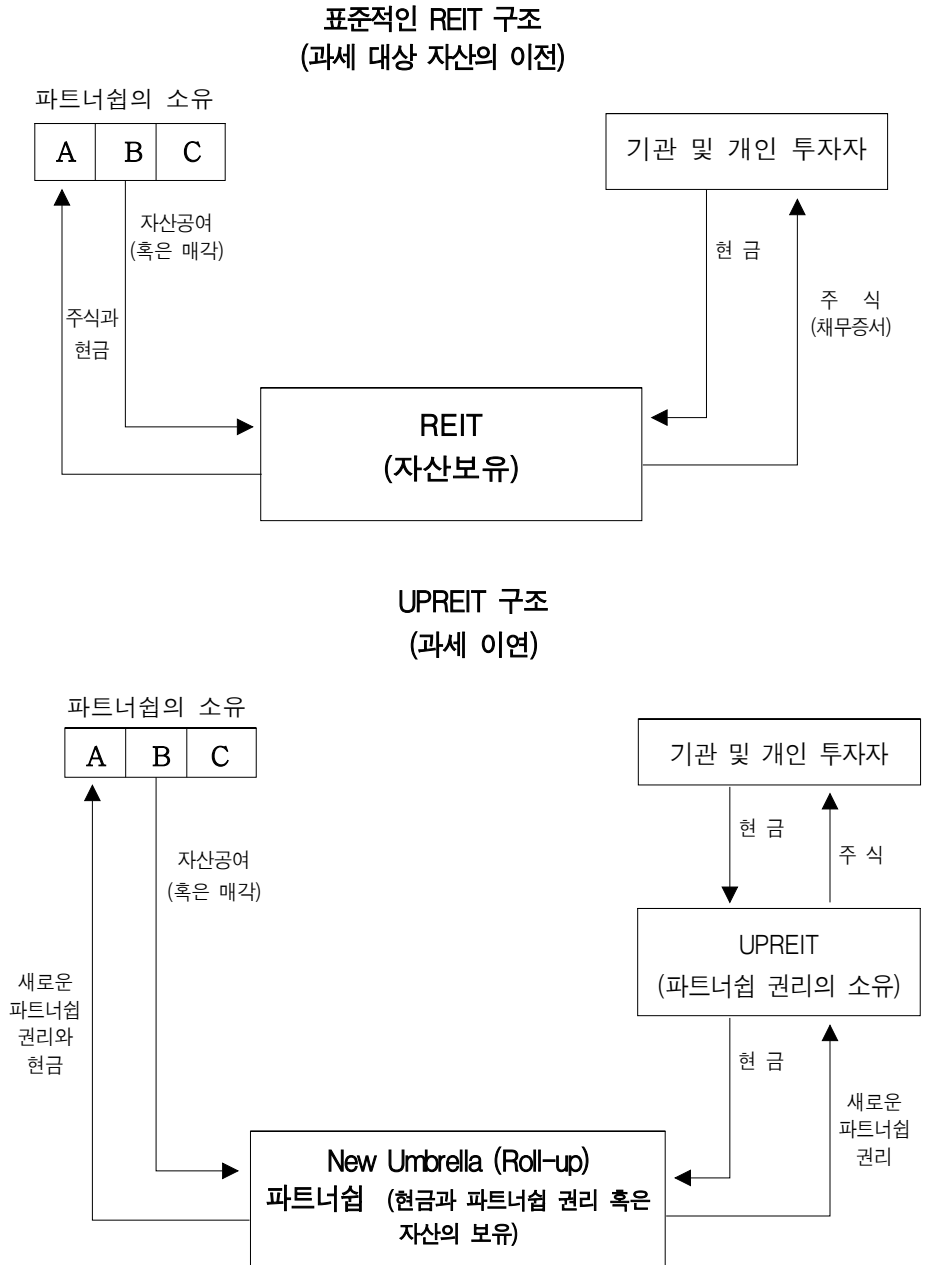 표준적인 REIT 구조
(과세 대상 자산의 이전)
파트너쉽의 소유
A B C
기관 및 개인 투자자
자산공여
(혹은 매각)
현 금
주식과
현금
주 식
(채무증서)
REIT
(자산보유)
UPREIT 구조
(과세 이연)
파트너쉽의 소유
A B C
기관 및 개인 투자자
현 금
주 식
자산공여
(혹은 매각)
UPREIT
(파트너쉽 권리의 소유)
새로운
파트너쉽
권리와
현금
현 금
새로운
파트너쉽
권리
New Umbrella (Roll-up)
파트너쉽 (현금과 파트너쉽 권리 혹은
자산의 보유)